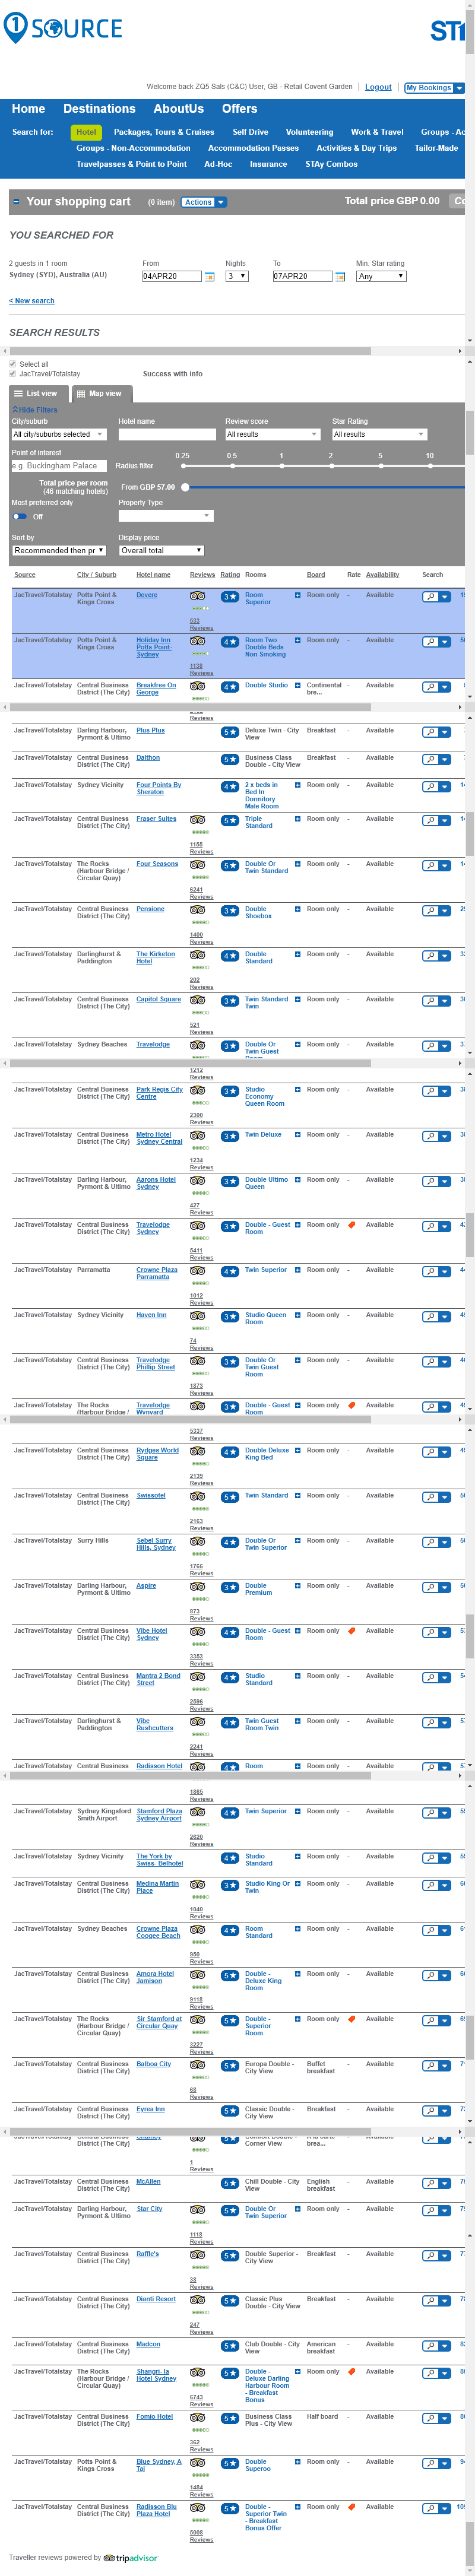 1 SOURCE
STA
Welcome back ZQ5 Sals (C&C) User, GB - Retail Covent Garden | Logout | My Bookings
Home Destinations AboutUs Offers
Search for: Hotel Packages, Tours & Cruises Self Drive Volunteering Work & Travel Groups - Ac
Groups - Non-Accommodation Accommodation Passes Activities & Day Trips Tailor-Made
Travelpasses & Point to Point Ad-Hoc Insurance STAy Combos
Your shopping cart (0 item) Actions Total price GBP 0.00 Co
YOU SEARCHED FOR
2 guests in 1 room From Nights To Min. Star rating
Sydney (SYD), Australia (AU) 04APR20 3 07APR20 Any
< New search
SEARCH RESULTS
Select all
JacTravel/Totalstay Success with info
List view Map view
Hide Filters
City/suburb Hotel name Review score Star Rating
All city/suburbs selected All results All results
Point of interest 0.25 0.5 1 2 5 10
e.g. Buckingham Palace Radius filter
Total price per room From GBP 57.00
(46 matching hotels)
Most preferred only Property Type
Off
Sort by Display price
Recommended then pr Overall total
Source City / Suburb Hotel name Reviews Rating Rooms Board Rate Availability Search
JacTravel/Totalstay Potts Point & Devere 3 Room Room only - Available
Kings Cross Superior
533
Reviews
JacTravel/Totalstay Potts Point & Holiday Inn 4 Room Two Room only - Available
Kings Cross Potts Point- Double Beds
Sydney Non Smoking
1138
Reviews
JacTravel/Totalstay Central Business Breakfree On 4 Double Studio Continental - Available
District (The City) George bre...
Reviews
JacTravel/Totalstay Darling Harbour, Plus Plus 5 Deluxe Twin - City Breakfast - Available
Pyrmont & Ultimo View
JacTravel/Totalstay Central Business Dalthon 5 Business Class Breakfast - Available
District (The City) Double - City View
JacTravel/Totalstay Sydney Vicinity Four Points By 4 2 x beds in Room only - Available
Sheraton Bed In
Dormitory
Male Room
JacTravel/Totalstay Central Business Fraser Suites 5 Triple Room only - Available
District (The City) Standard
1155
Reviews
JacTravel/Totalstay The Rocks Four Seasons 5 Double Or Room only - Available
(Harbour Bridge / Twin Standard
Circular Quay)
6241
Reviews
JacTravel/Totalstay Central Business Pensione 3 Double Room only - Available
District (The City) Shoebox
1400
Reviews
JacTravel/Totalstay Darlinghurst & The Kirketon 4 Double Room only - Available
Paddington Hotel Standard
202
Reviews
JacTravel/Totalstay Central Business Capitol Square 3 Twin Standard Room only - Available
District (The City) Twin
521
Reviews
JacTravel/Totalstay Sydney Beaches Travelodge 3 Double Or Room only - Available
Twin Guest
Room
1212
Reviews
JacTravel/Totalstay Central Business Park Regis City 3 Studio Room only - Available
District (The City) Centre Economy
Queen Room
2300
Reviews
JacTravel/Totalstay Central Business Metro Hotel 3 Twin Deluxe Room only - Available
District (The City) Sydney Central
1234
Reviews
JacTravel/Totalstay Darling Harbour, Aarons Hotel 3 Double Ultimo Room only - Available
Pyrmont & Ultimo Sydney Queen
427
Reviews
JacTravel/Totalstay Central Business Travelodge 3 Double - Guest Room only Available
District (The City) Sydney Room
5411
Reviews
JacTravel/Totalstay Parramatta Crowne Plaza 4 Twin Superior Room only - Available
Parramatta
1012
Reviews
JacTravel/Totalstay Sydney Vicinity Haven Inn 3 Studio Queen Room only - Available
Room
74
Reviews
JacTravel/Totalstay Central Business Travelodge 3 Double Or Room only - Available
District (The City) Phillip Street Twin Guest
Room
1873
Reviews
JacTravel/Totalstay The Rocks Travelodge 3 Double - Guest Room only Available
(Harbour Bridge / Wynyard Room
5337
Reviews
JacTravel/Totalstay Central Business Rydges World 4 Double Deluxe Room only - Available
District (The City) Square King Bed
2139
Reviews
JacTravel/Totalstay Central Business Swissotel 5 Twin Standard Room only - Available
District (The City)
2163
Reviews
JacTravel/Totalstay Surry Hills Sebel Surry 4 Double Or Room only - Available
Hills, Sydney Twin Superior
1766
Reviews
JacTravel/Totalstay Darling Harbour, Aspire 3 Double Room only - Available
Pyrmont & Ultimo Premium
873
Reviews
JacTravel/Totalstay Central Business Vibe Hotel 4 Double - Guest Room only Available
District (The City) Sydney Room
3353
Reviews
JacTravel/Totalstay Central Business Mantra 2 Bond 4 Studio Room only - Available
District (The City) Street Standard
2596
Reviews
JacTravel/Totalstay Darlinghurst & Vibe 4 Twin Guest Room only - Available
Paddington Rushcutters Room Twin
2241
Reviews
JacTravel/Totalstay Central Business Radisson Hotel 4 Room Room only - Available
1865
Reviews
JacTravel/Totalstay Sydney Kingsford Stamford Plaza 4 Twin Superior Room only - Available
Smith Airport Sydney Airport
2620
Reviews
JacTravel/Totalstay Sydney Vicinity The York by 4 Studio Room only - Available
Swiss- Belhotel Standard
JacTravel/Totalstay Central Business Medina Martin 3 Studio King Or Room only - Available
District (The City) Place Twin
1040
Reviews
JacTravel/Totalstay Sydney Beaches Crowne Plaza 4 Room Room only - Available
Coogee Beach Standard
950
Reviews
JacTravel/Totalstay Central Business Amora Hotel 5 Double - Room only - Available
District (The City) Jamison Deluxe King
Room
9118
Reviews
JacTravel/Totalstay The Rocks Sir Stamford at 5 Double - Room only Available
(Harbour Bridge / Circular Quay Superior
Circular Quay) Room
3227
Reviews
JacTravel/Totalstay Central Business Balboa City 5 Europa Double - Buffet - Available
District (The City) City View breakfast
68
Reviews
JacTravel/Totalstay Central Business Eyrea Inn 5 Classic Double - Breakfast - Available
District (The City) City View
District (The City) Corner View brea...
1
Reviews
JacTravel/Totalstay Central Business McAllen 5 Chill Double - City English - Available
District (The City) View breakfast
JacTravel/Totalstay Darling Harbour, Star City 5 Double Or Room only - Available
Pyrmont & Ultimo Twin Superior
1118
Reviews
JacTravel/Totalstay Central Business Raffle's 5 Double Superior - Breakfast - Available
District (The City) City View
38
Reviews
JacTravel/Totalstay Central Business Dianti Resort 5 Classic Plus Breakfast - Available
District (The City) Double - City View
247
Reviews
JacTravel/Totalstay Central Business Madcon 5 Club Double - City American - Available
District (The City) View breakfast
JacTravel/Totalstay The Rocks Shangri- la 5 Double - Room only Available
(Harbour Bridge / Hotel Sydney Deluxe Darling
Circular Quay) Harbour Room
- Breakfast
Bonus
6743
Reviews
JacTravel/Totalstay Central Business Fomio Hotel 5 Business Class Half board - Available
District (The City) Plus - City View
362
Reviews
JacTravel/Totalstay Potts Point & Blue Sydney, A 5 Double Room only - Available
Kings Cross Taj Superoo
1484
Reviews
JacTravel/Totalstay Central Business Radisson Blu 5 Double - Room only Available
District (The City) Plaza Hotel Superior Twin
- Breakfast
Bonus Offer
5008
Reviews
Traveller reviews powered by tripadvisor